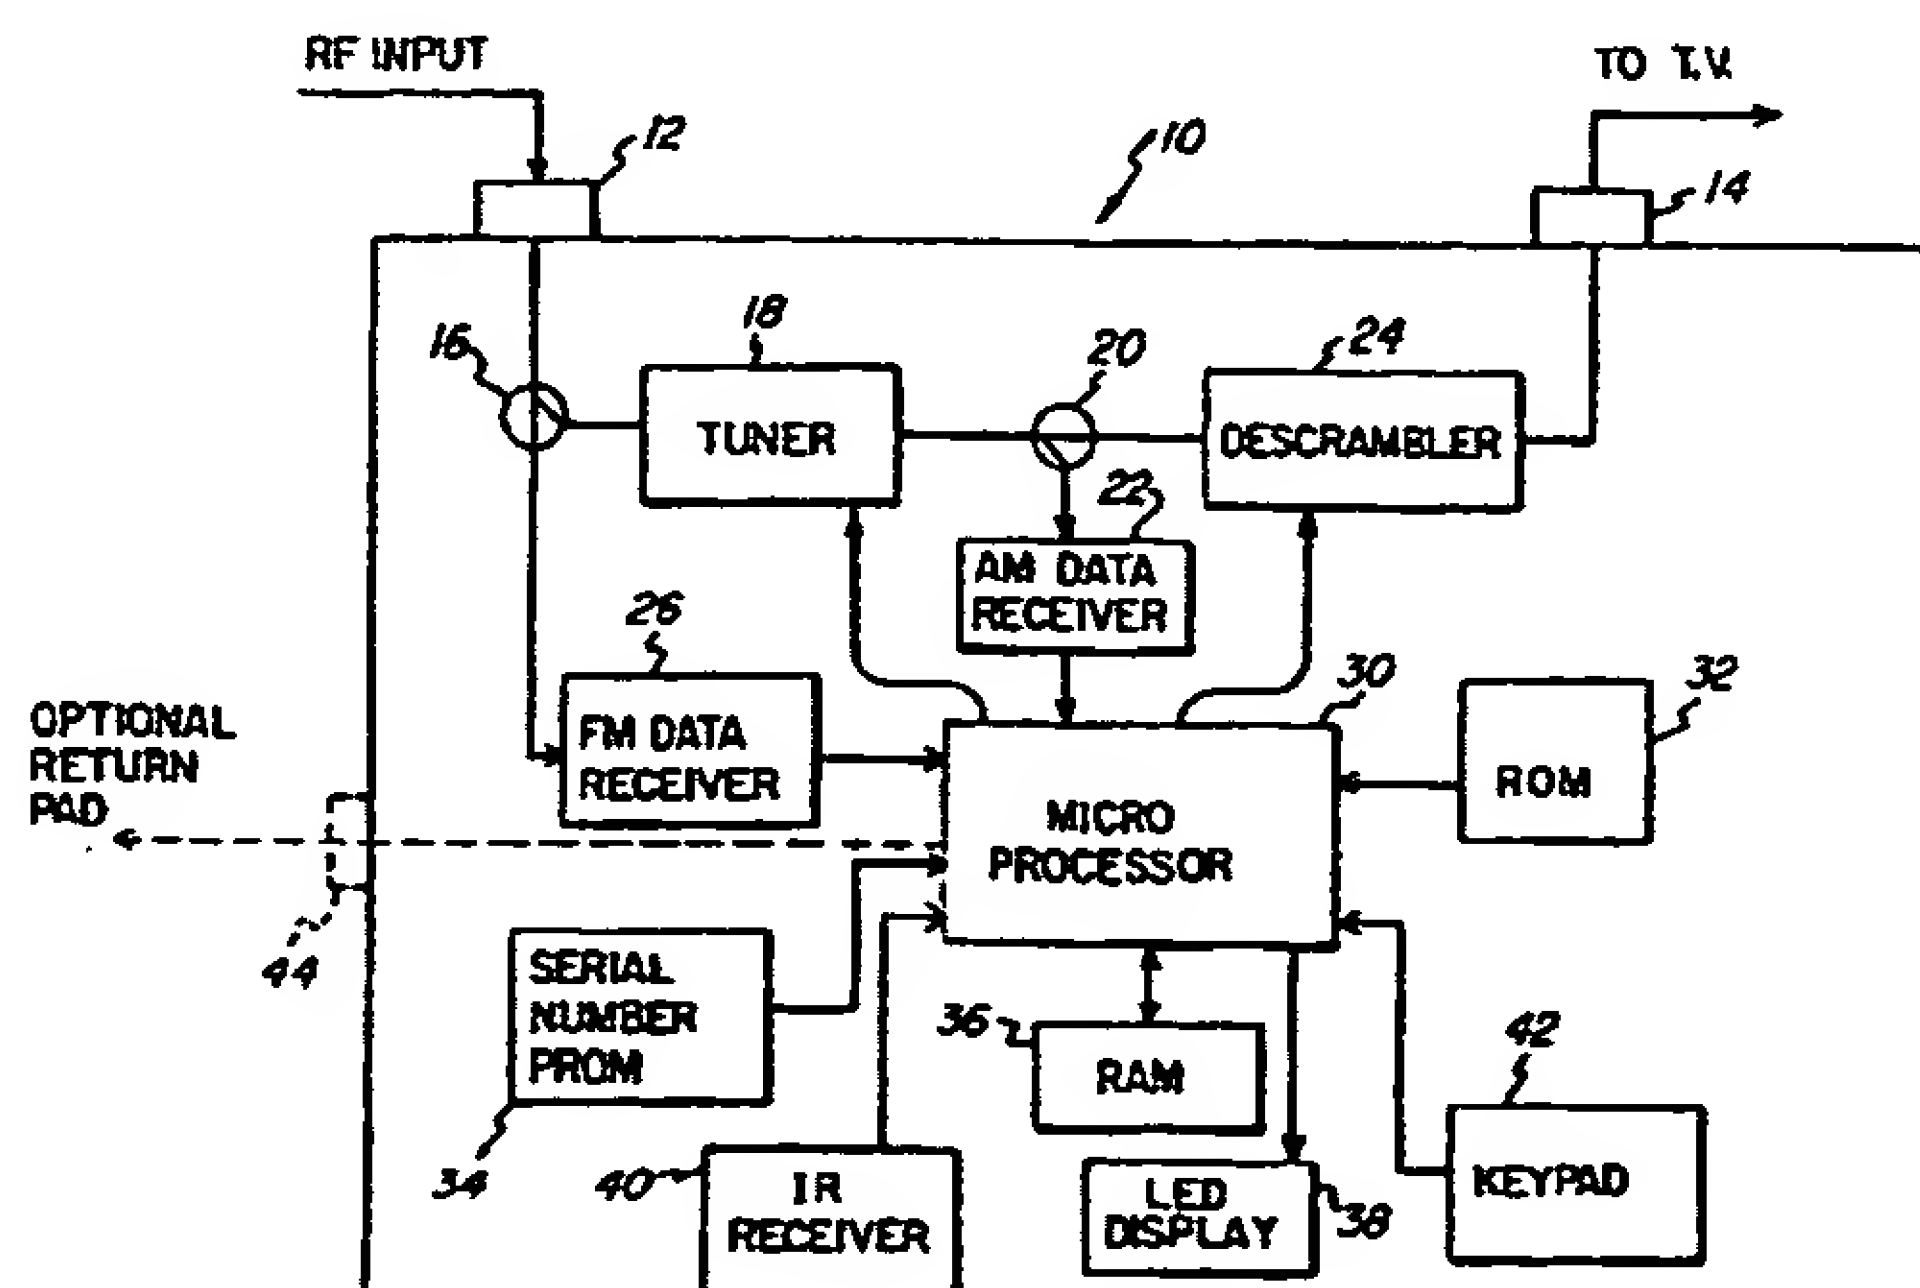 RF INPUT
TO T.V.
12
10
14
18
16
20
24
TUNER
DESCRAMBLER
22
AM DATA
RECEIVER
26
30
32
OPTIONAL
RETURN
PAD
FM DATA
RECEIVER
ROM
MICRO
PROCESSOR
44
SERIAL
NUMBER
PROM
36
RAM
42
34
40
IR
RECEIVER
LED
DISPLAY
38
KEYPAD